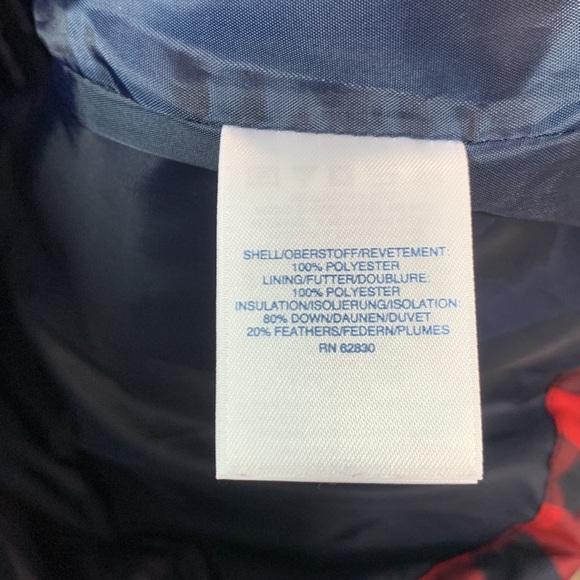 SHELL/OBERSTOFF/REVETEMENT:
100% POLYESTER
LINING/FUTTER/DOUBLURE:
100% POLYESTER
INSULATION/ISOLIERUNG/ISOLATION:
80% DOWN/DAUNEN/DUVET
20% FEATHERS/FEDERN/PLUMES
RN 62830